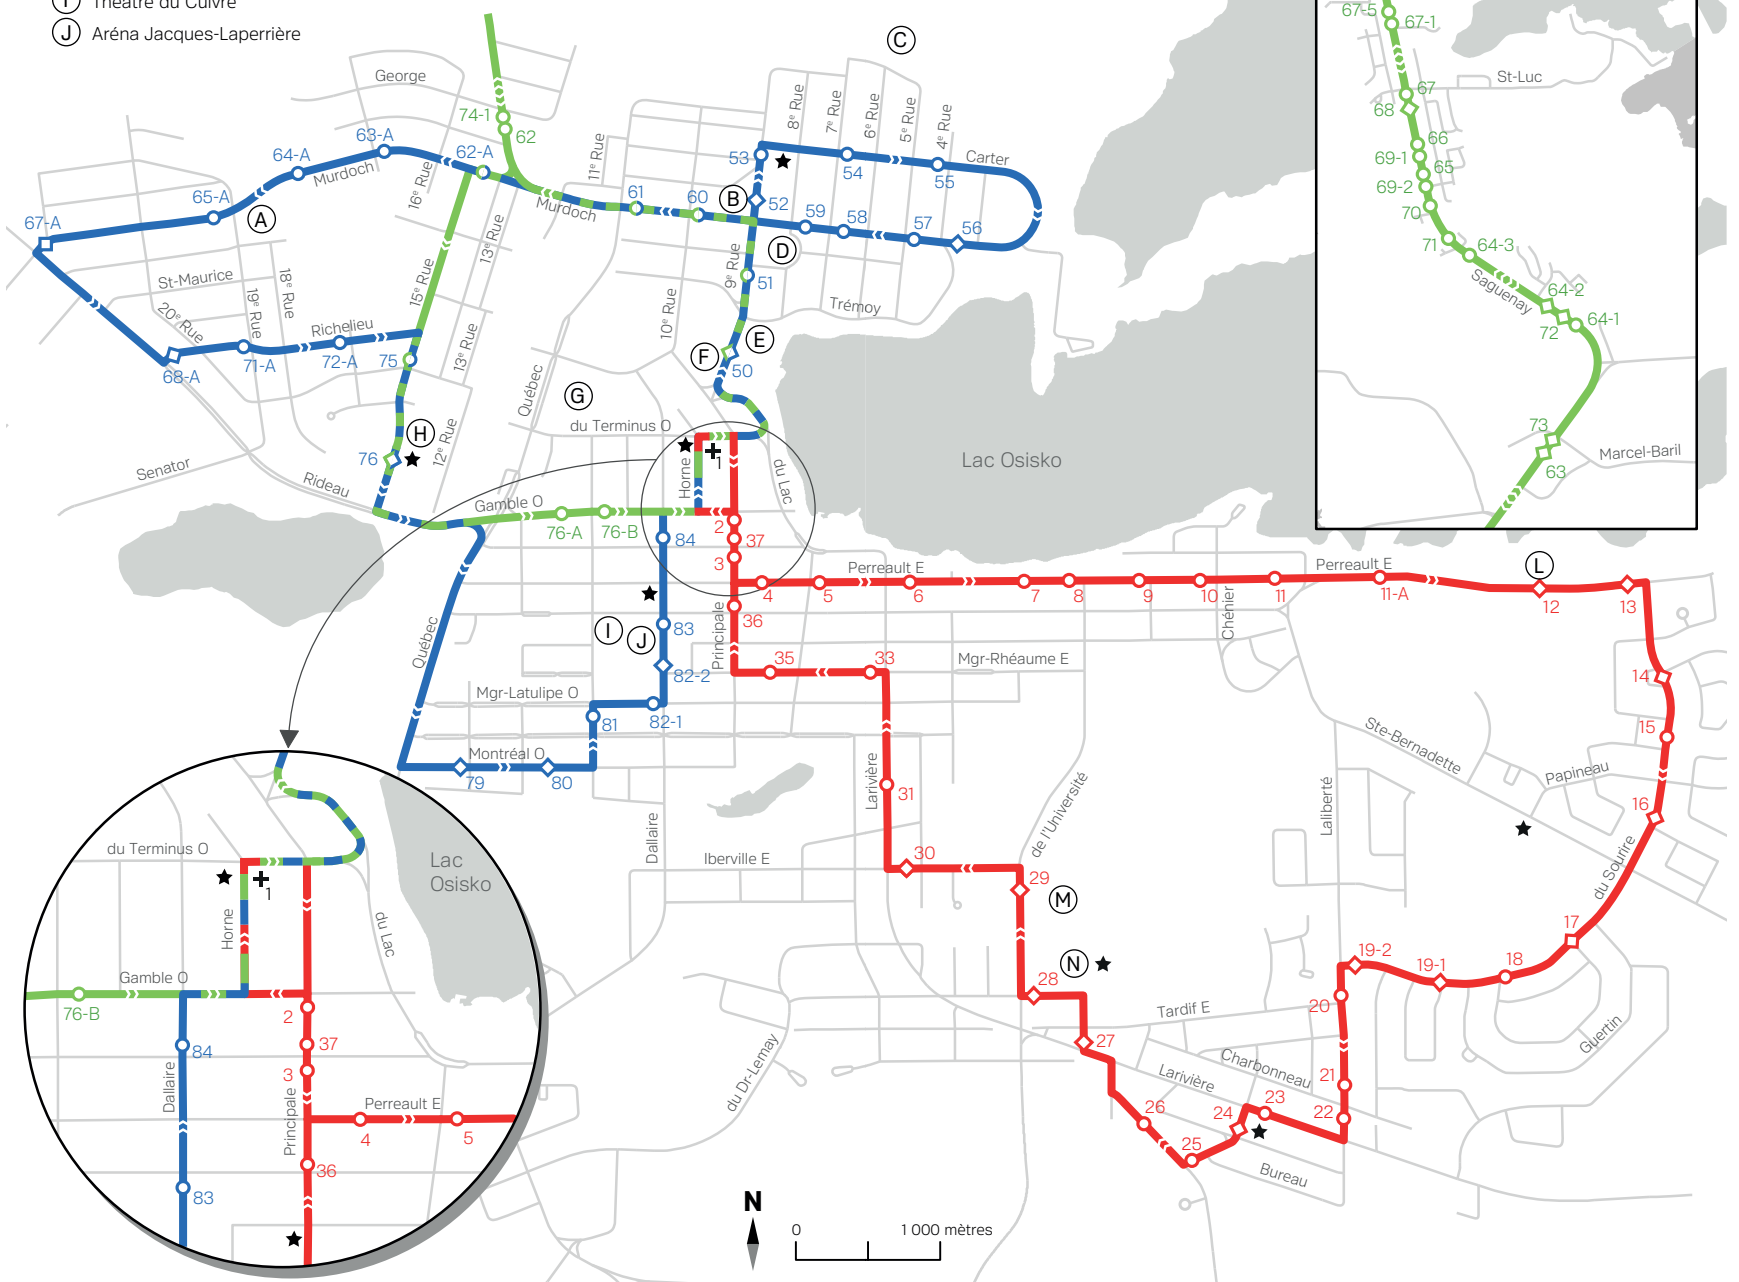 I Théâtre du Cuivre
J Aréna Jacques-Laperrière
C
67-5
67-1
St-Luc
67
68
66
69-1
65
69-2
70
71
64-3
Saguenay
64-2
72
64-1
73
63
Marcel-Baril
George
74-1
62
63-A
64-A
Murdoch
62-A
16e Rue
65-A
A
67-A
St-Maurice
18e Rue
19e Rue
20e Rue
Richelieu
68-A
71-A
72-A
15e Rue
13e Rue
13e Rue
12e Rue
75
H
76
Senator
Rideau
11e Rue
Murdoch
61
60
B
53
52
8e Rue
7e Rue
6e Rue
5e Rue
4e Rue
54
55
Carter
59
58
57
56
D
9e Rue
51
10e Rue
Trémoy
E
F
50
Québec
G
du Terminus O
1
Horne
du Lac
Lac Osisko
Gamble O
76-A
76-B
84
2
37
3
Perreault E
4
5
6
7
8
9
10
11
Perreault E
11-A
L
12
13
Chénier
36
Principale
I
J
83
82-2
35
33
Mgr-Rhéaume E
Mgr-Latulipe O
81
82-1
Québec
Montréal O
79
80
14
15
Ste-Bernadette
Papineau
16
du Sourire
17
18
19-1
19-2
Guertin
Laliberté
Larivière
31
de l'Université
Dallaire
Iberville E
30
29
M
N
28
27
Tardif E
20
21
22
Charbonneau
Larivière
23
24
25
26
Bureau
du Dr-Lemay
Lac
Osisko
du Terminus O
1
Horne
du Lac
Gamble O
76-B
2
84
37
3
Dallaire
Principale
Perreault E
4
5
36
83
N
0
1 000 mètres